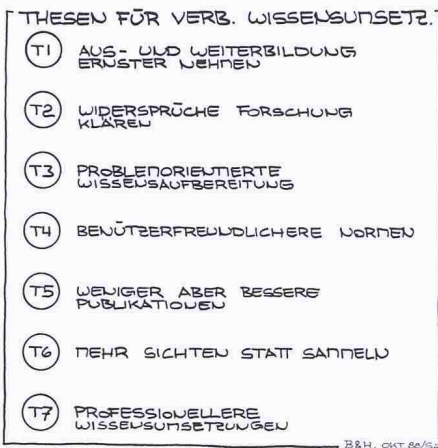 THESEN FÜR VERB. WISSENSUMSETZ.
T1 AUS- UND WEITERBILDUNG
ERNSTER NEHMEN
T2 WIDERSPRÜCHE FORSCHUNG
KLÄREN
T3 PROBLEMORIENTIERTE
WISSENSAUFBEREITUNG
T4 BENÜTZERFREUNDLICHERE NORMEN
T5 WENIGER ABER BESSERE
PUBLIKATIONEN
T6 MEHR SICHTEN STATT SAMMELN
T7 PROFESSIONELLERE
WISSENSUMSETZUNGEN
B&H. OKT.